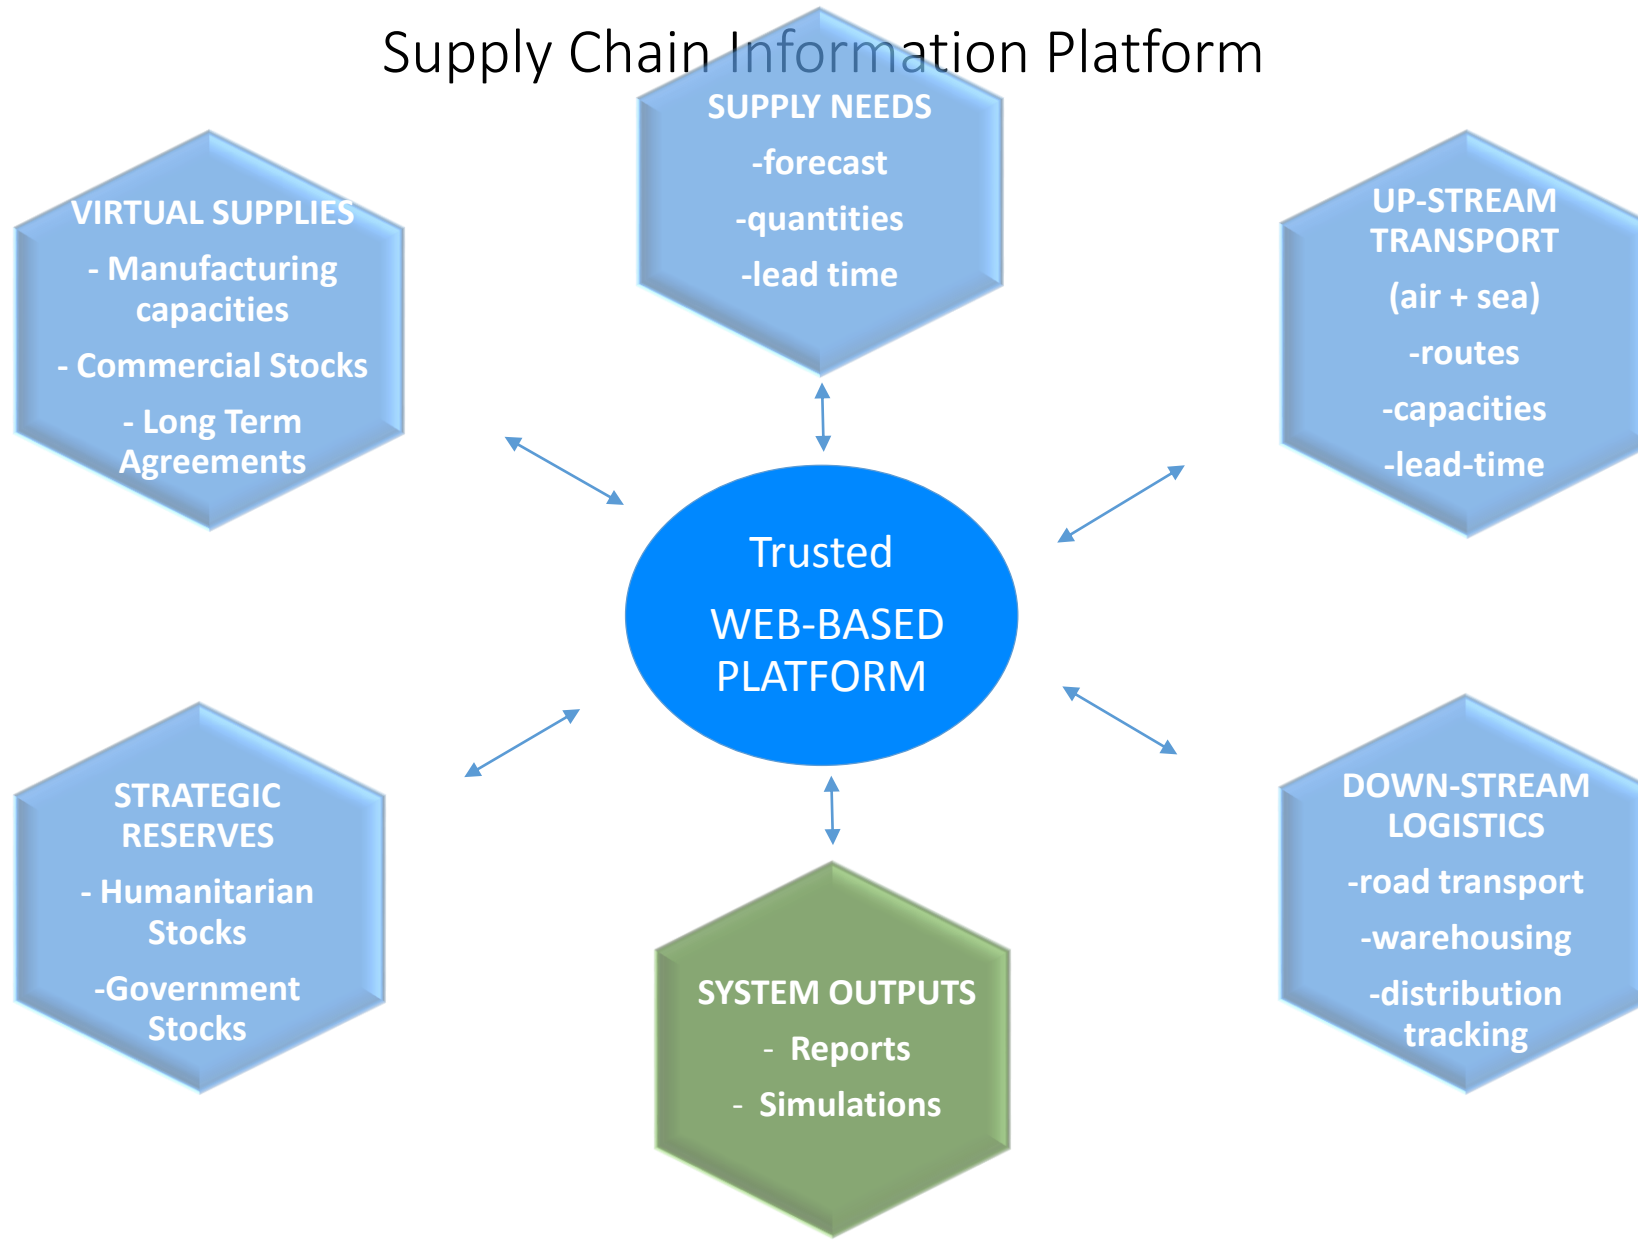 Supply Chain Information Platform
SUPPLY NEEDS
-forecast
-quantities
-lead time
VIRTUAL SUPPLIES
- Manufacturing
capacities
- Commercial Stocks
- Long Term
Agreements
UP-STREAM
TRANSPORT
(air + sea)
-routes
-capacities
-lead-time
Trusted
WEB-BASED
PLATFORM
STRATEGIC
RESERVES
- Humanitarian
Stocks
-Government
Stocks
SYSTEM OUTPUTS
- Reports
- Simulations
DOWN-STREAM
LOGISTICS
-road transport
-warehousing
-distribution
tracking